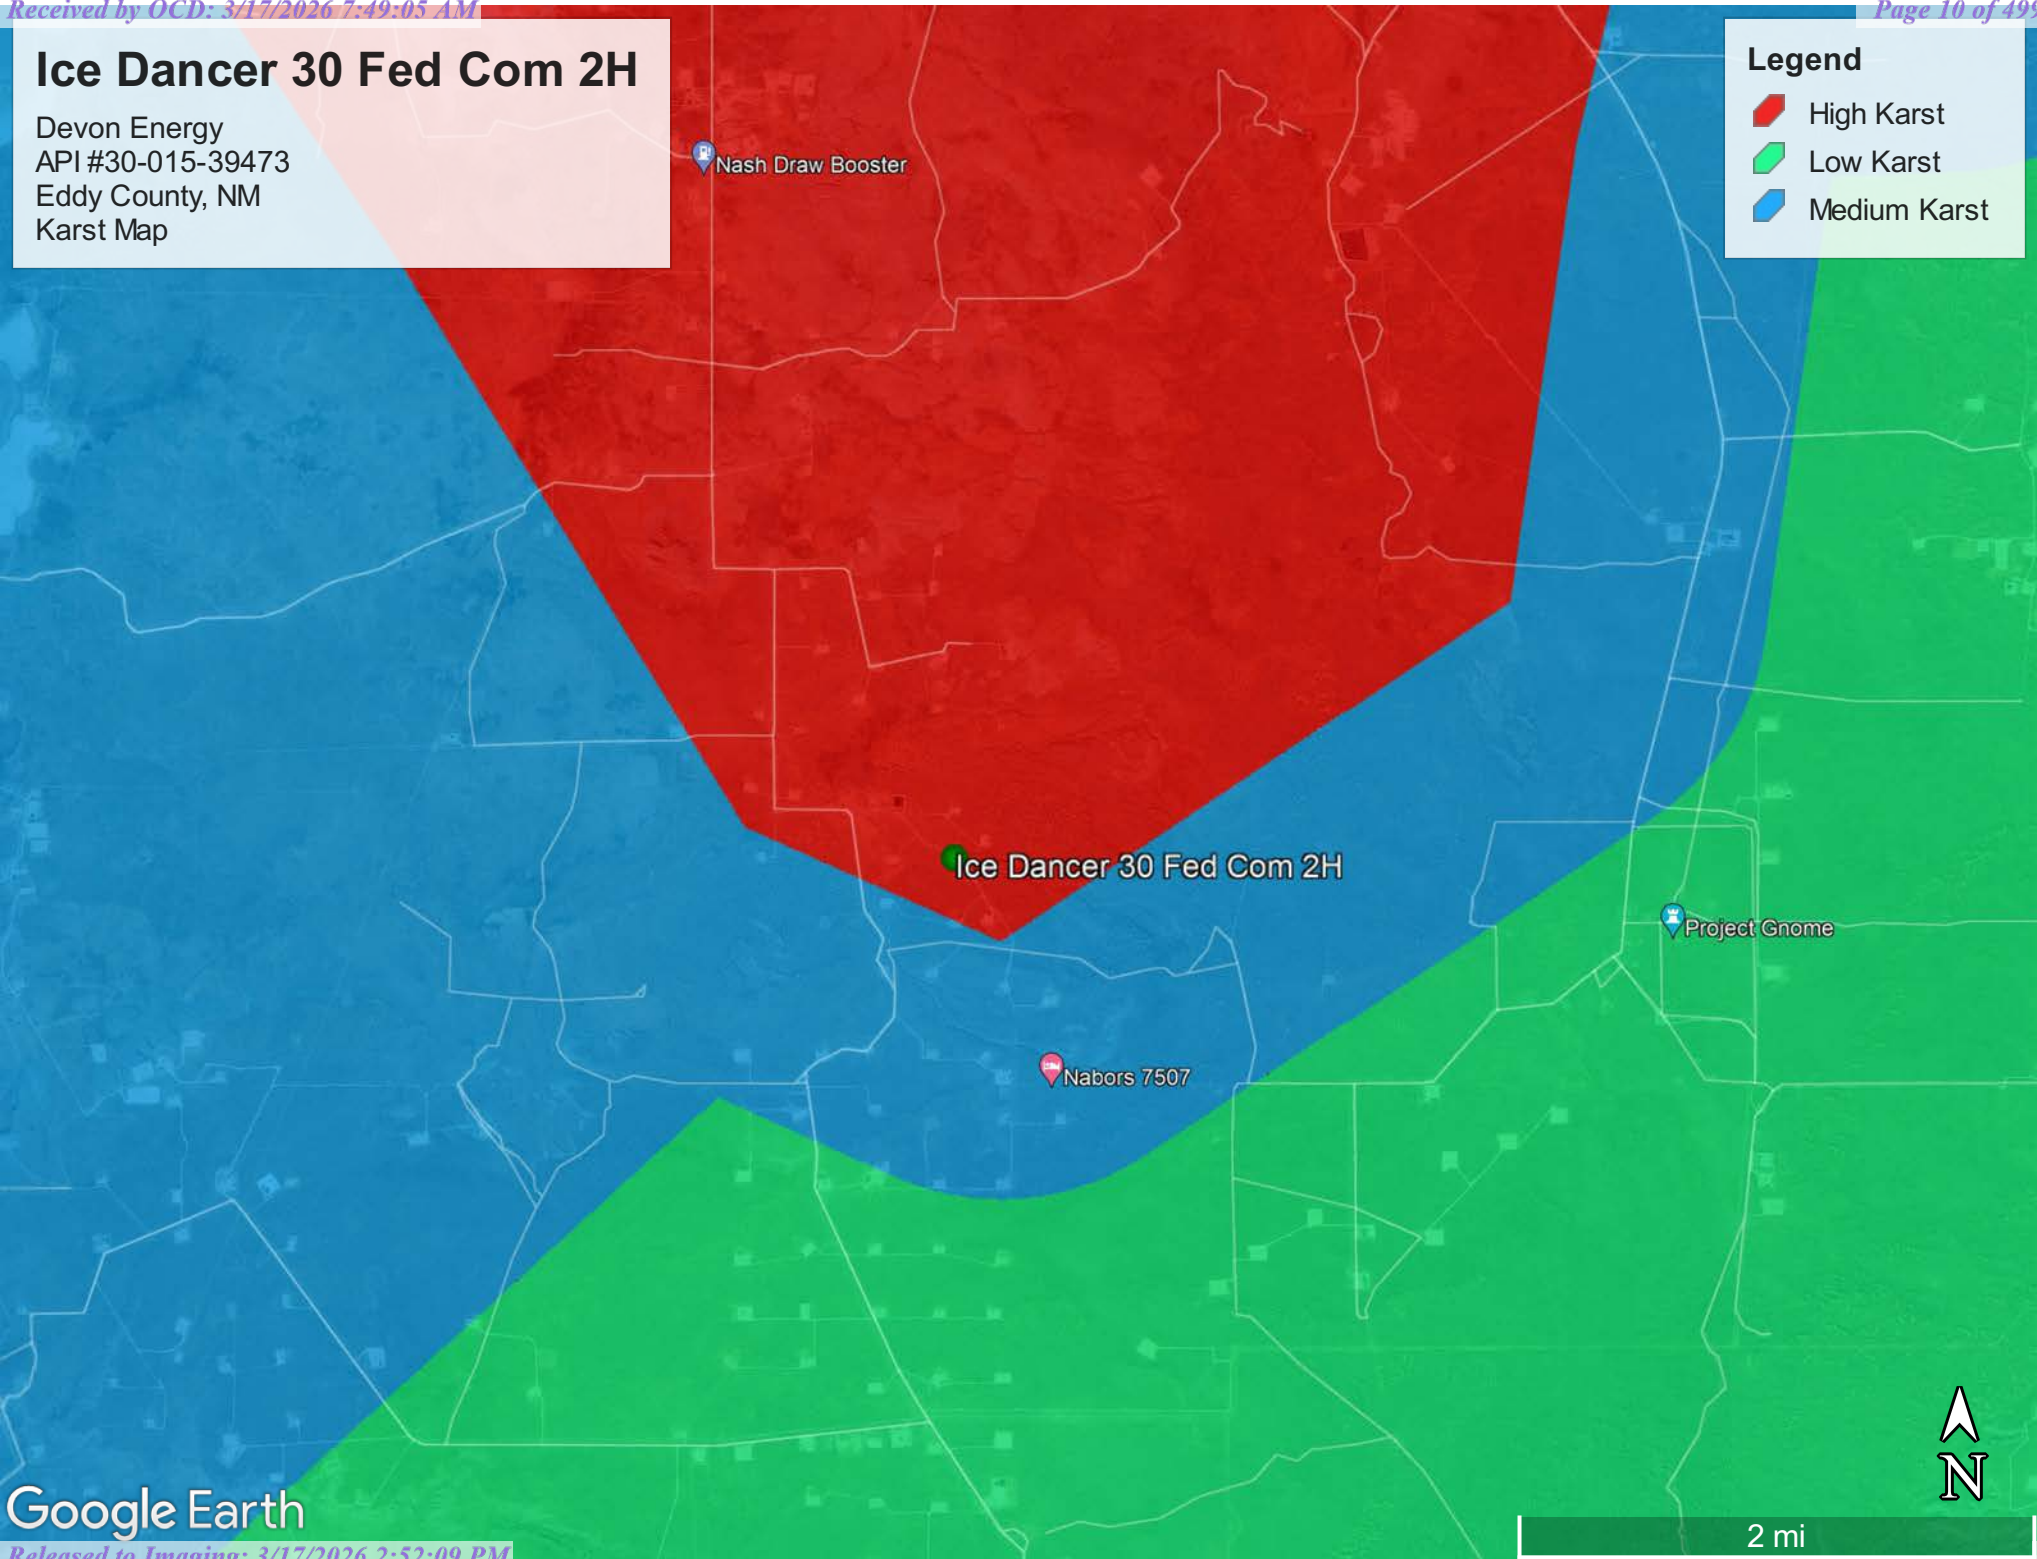 Received by OCD: 3/17/2026 7:49:05 AM
Page 10 of 499
Ice Dancer 30 Fed Com 2H
Devon Energy
API #30-015-39473
Eddy County, NM
Karst Map
Legend
High Karst
Low Karst
Medium Karst
Nash Draw Booster
Ice Dancer 30 Fed Com 2H
Project Gnome
Nabors 7507
N
Google Earth
2 mi
Released to Imaging: 3/17/2026 2:52:09 PM